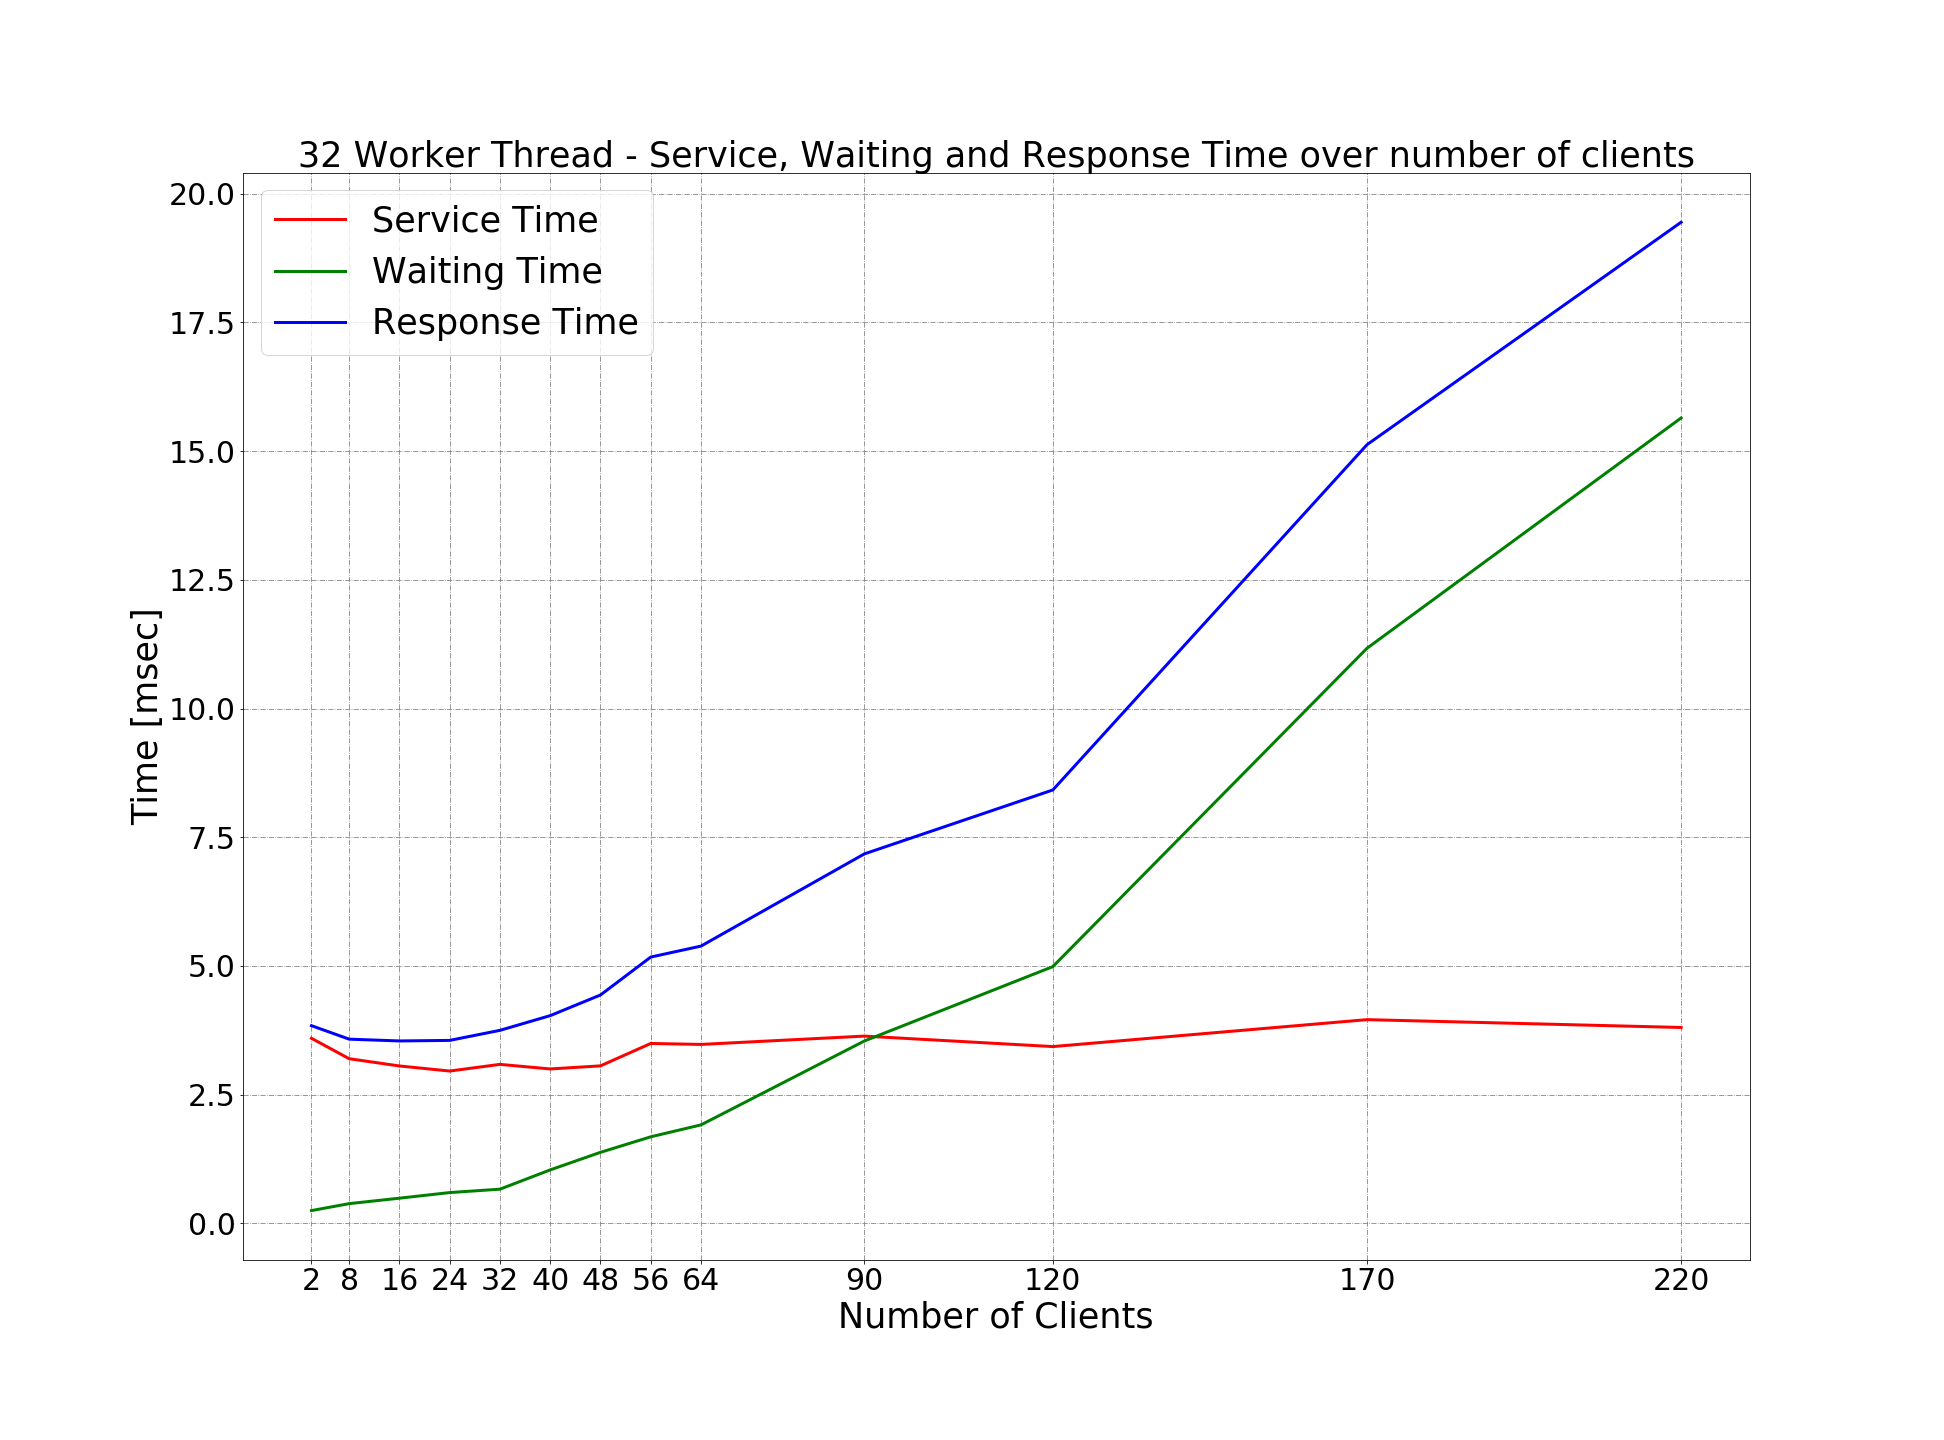 32 Worker Thread - Service, Waiting and Response Time over number of clients
Service Time
Waiting Time
Response Time
20.0
17.5
15.0
12.5
10.0
7.5
5.0
2.5
0.0
Time [msec]
2 8 16 24 32 40 48 56 64 90 120 170 220
Number of Clients